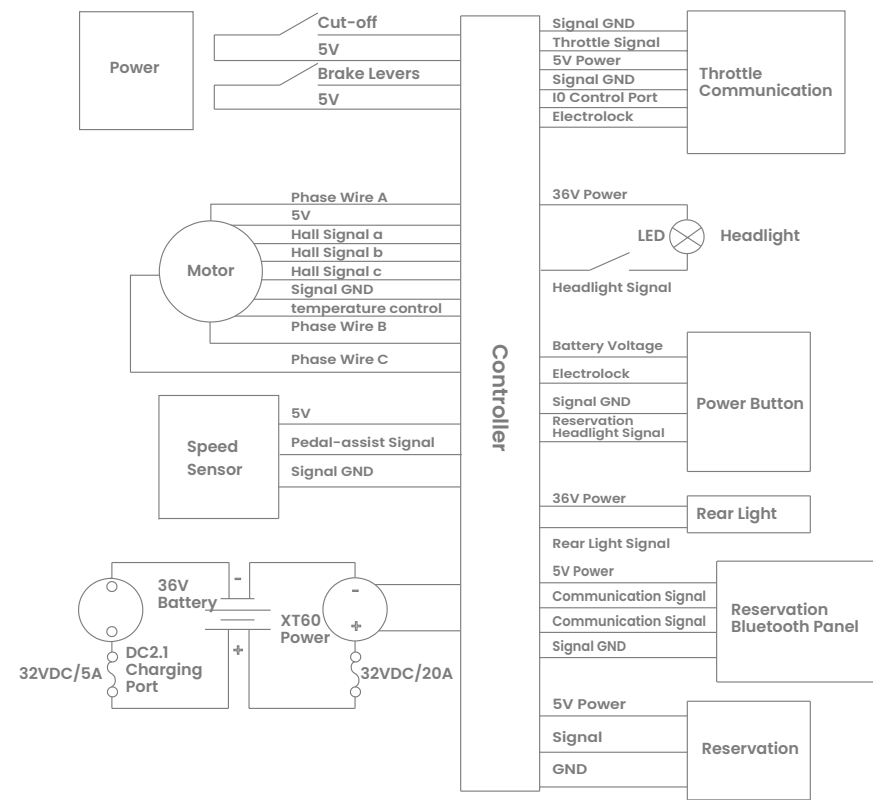 Power
Cut-off
5V
Brake Levers
5V
Motor
Phase Wire A
5V
Hall Signal a
Hall Signal b
Hall Signal c
Signal GND
temperature control
Phase Wire B
Phase Wire C
Speed
Sensor
5V
Pedal-assist Signal
Signal GND
36V
Battery
-
+
XT60
Power
-
+
DC2.1
Charging
Port
32VDC/5A
32VDC/20A
Controller
Signal GND
Throttle Signal
5V Power
Signal GND
I0 Control Port
Electrolock
Throttle
Communication
36V Power
LED
Headlight
Headlight Signal
Battery Voltage
Electrolock
Signal GND
Reservation
Headlight Signal
Power Button
36V Power
Rear Light
Rear Light Signal
5V Power
Communication Signal
Communication Signal
Signal GND
Reservation
Bluetooth Panel
5V Power
Signal
GND
Reservation